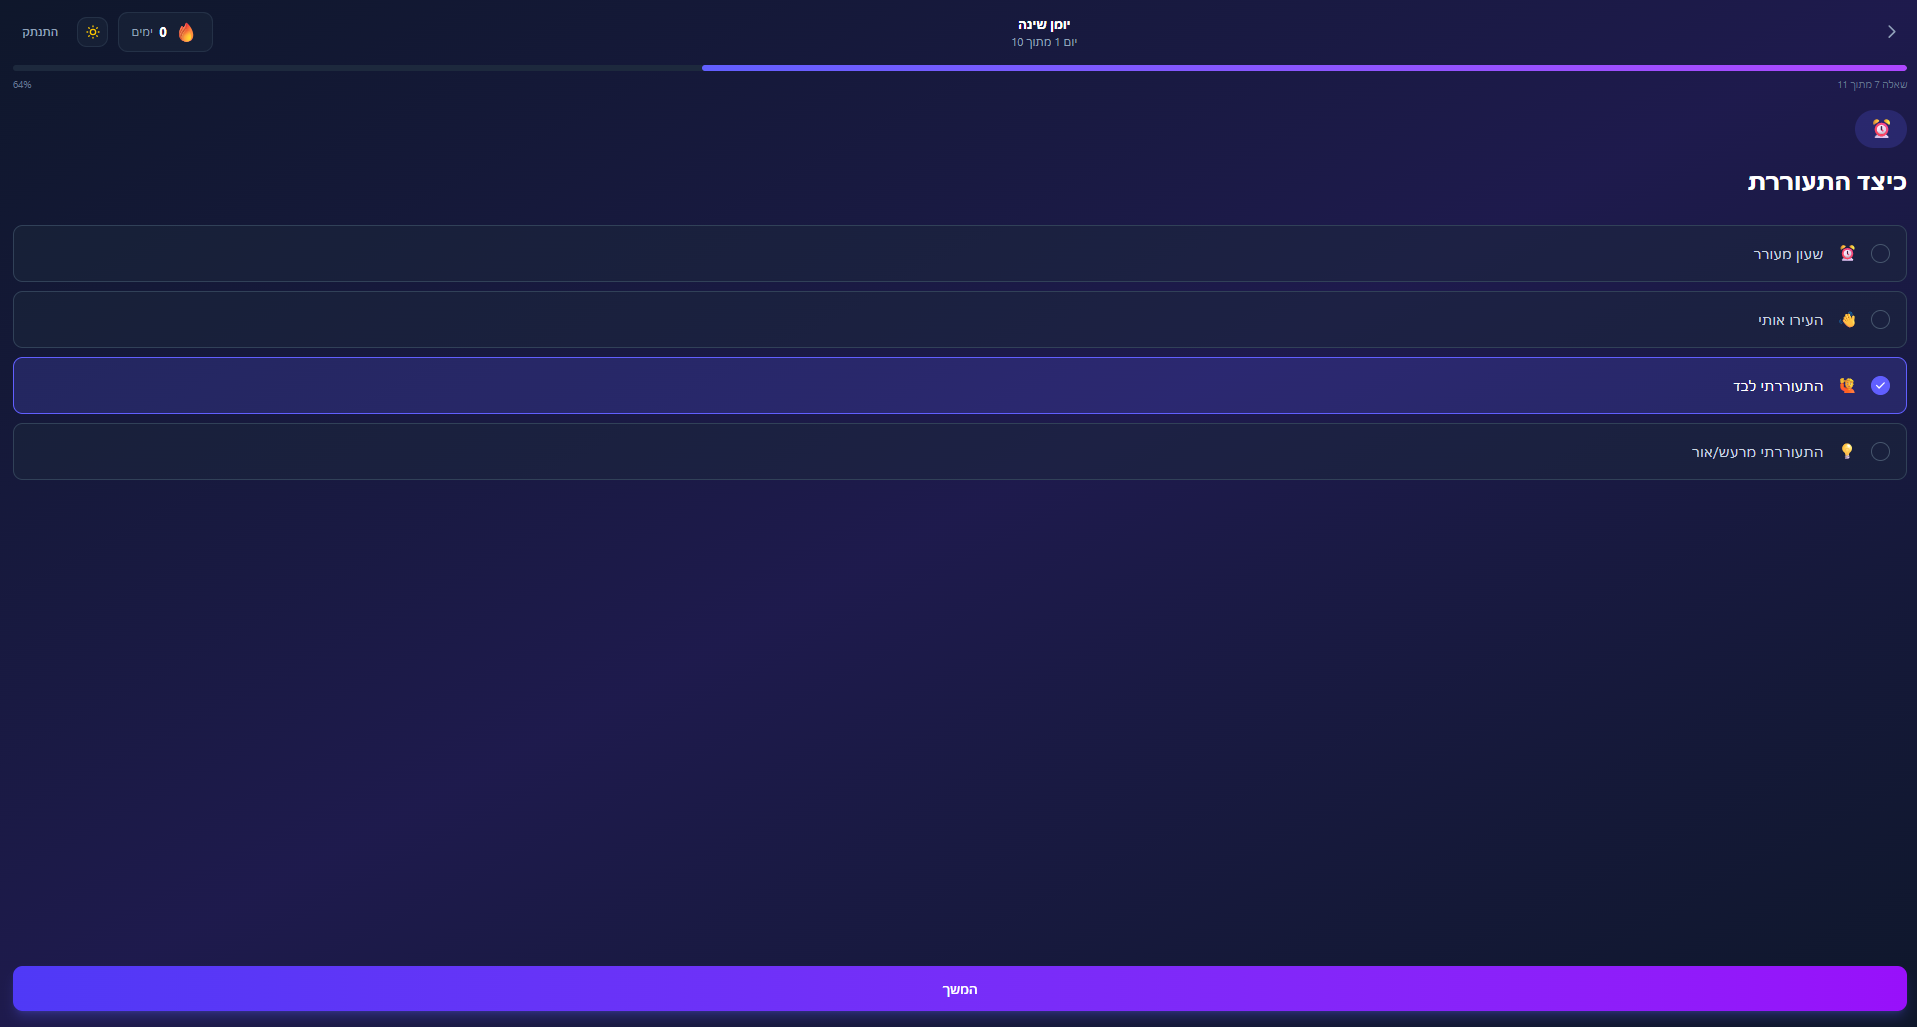 יומן שינה
יום 1 מתוך 10
0 ימים
התנתק
שאלה 7 מתוך 11
64%
כיצד התעוררת
שעון מעורר
העירו אותי
התעוררתי לבד
התעוררתי מרעש/אור
המשך